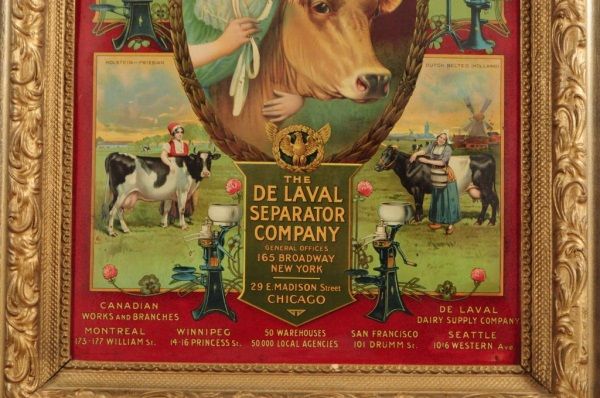 HOLSTEIN-FRIESIAN
DUTCH BELTED (HOLLAND)
THE
DE LAVAL
SEPARATOR
COMPANY
GENERAL OFFICES
165 BROADWAY
NEW YORK
29 E. MADISON Street
CHICAGO
CANADIAN
WORKS AND BRANCHES
MONTREAL
173-177 WILLIAM St.
WINNIPEG
14-16 PRINCESS St.
50 WAREHOUSES
50,000 LOCAL AGENCIES
SAN FRANCISCO
101 DRUMM St.
DE LAVAL
DAIRY SUPPLY COMPANY
SEATTLE
1016 WESTERN Ave.